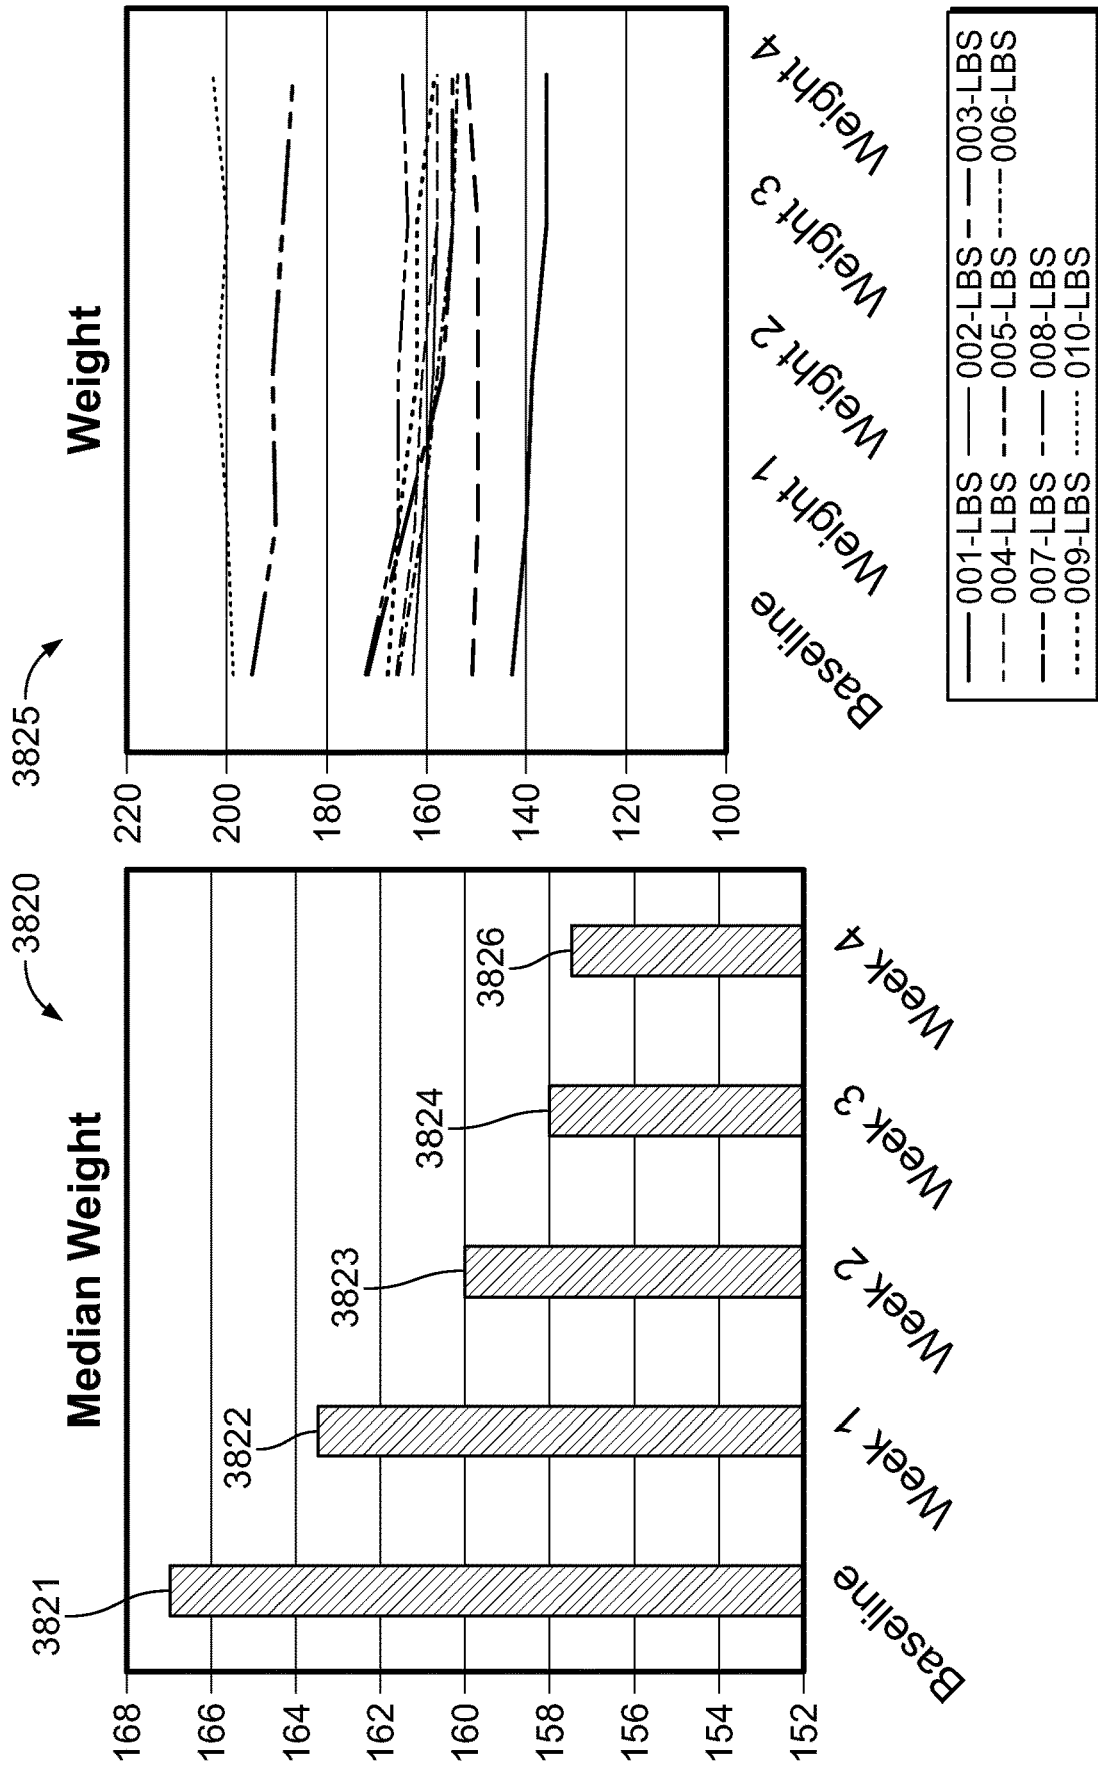 3820
Median Weight
168
166
164
162
160
158
156
154
152
3821
3822
3823
3824
3826
Baseline
Week 1
Week 2
Week 3
Week 4
3825
Weight
220
200
180
160
140
120
100
Baseline
Weight 1
Weight 2
Weight 3
Weight 4
001-LBS 002-LBS 003-LBS
004-LBS 005-LBS 006-LBS
007-LBS 008-LBS
009-LBS 010-LBS